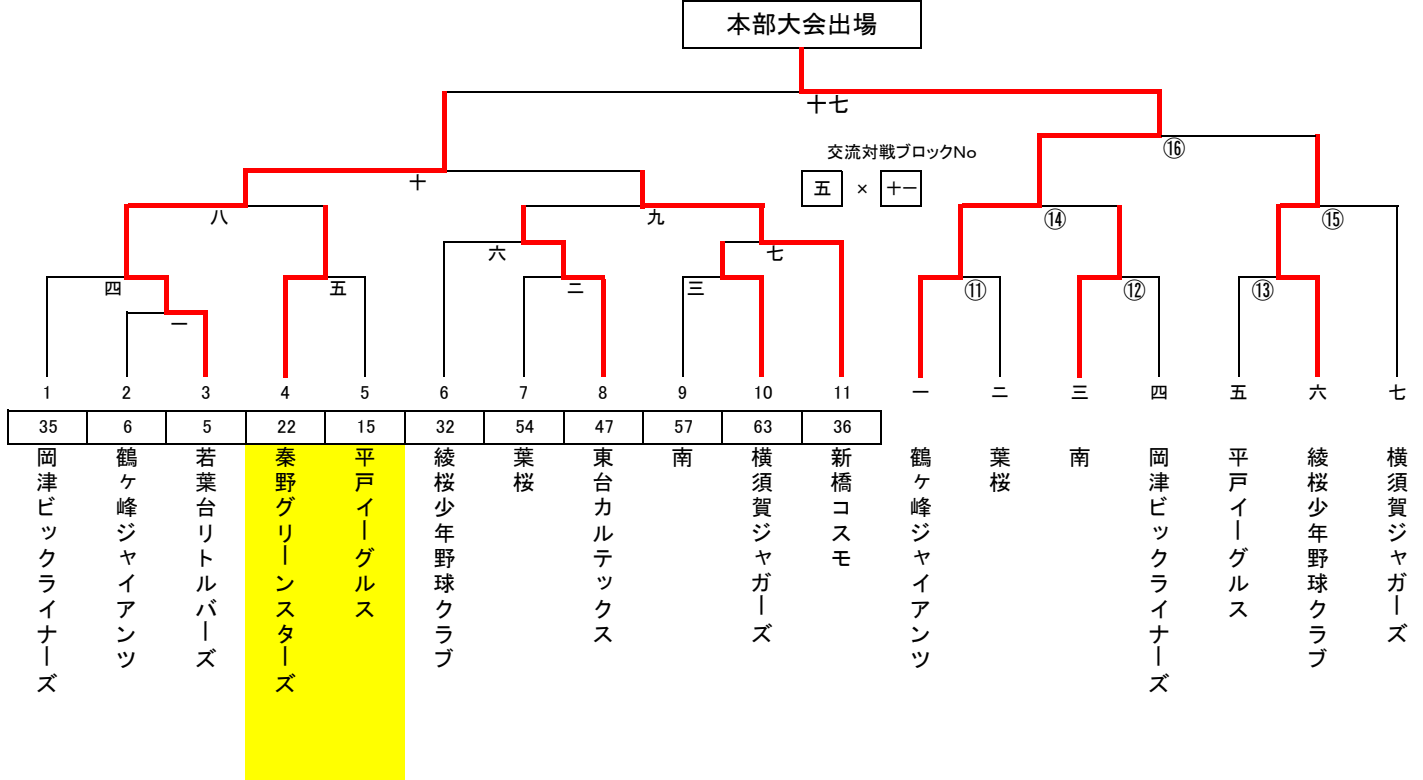 本部大会出場
十七
交流対戦ブロックNo
⑯
五 × 十一
十
八 九 ⑭ ⑮
六 七
四 五 二 三 ⑪ ⑫ ⑬
一
1 2 3 4 5 6 7 8 9 10 11 一 二 三 四 五 六 七
35 6 5 22 15 32 54 47 57 63 36
岡津ビックライナーズ
鶴ヶ峰ジャイアンツ
若葉台リトルバーズ
秦野グリーンスターズ
平戸イーグルス
綾桜少年野球クラブ
葉桜
東台カルテックス
南
横須賀ジャガーズ
新橋コスモ
鶴ヶ峰ジャイアンツ
葉桜
南
岡津ビックライナーズ
平戸イーグルス
綾桜少年野球クラブ
横須賀ジャガーズ